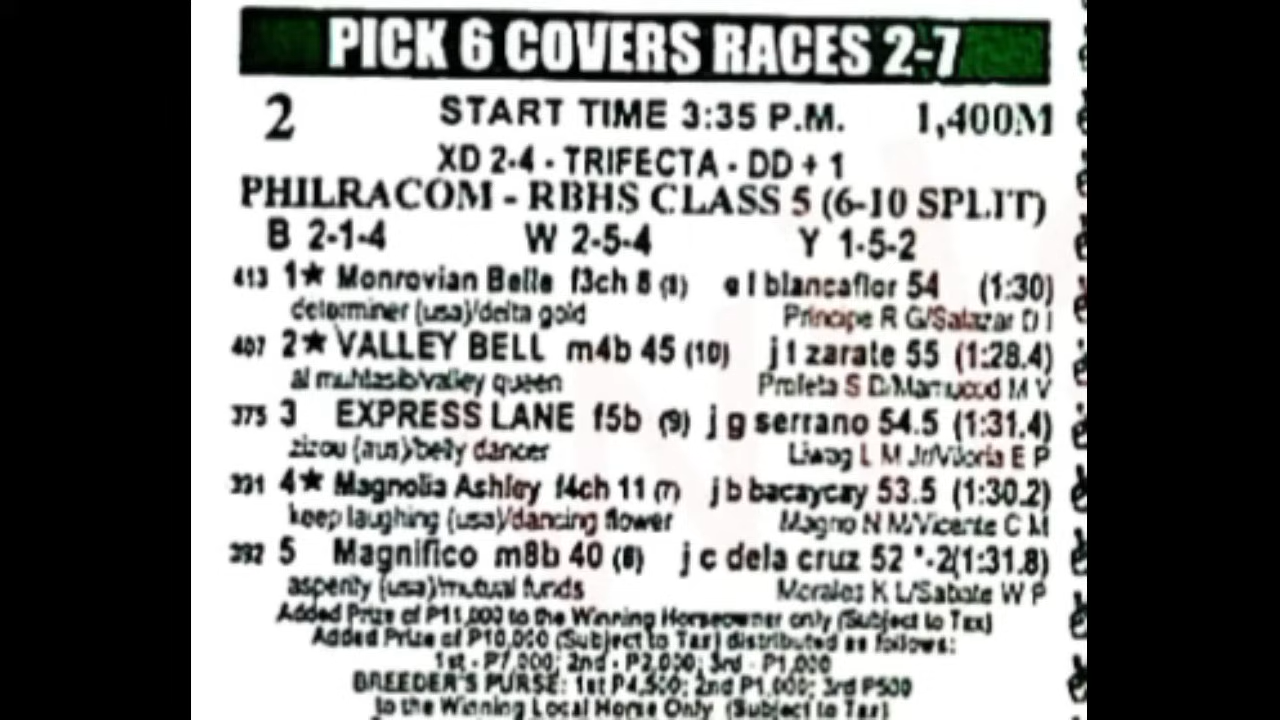 PICK 6 COVERS RACES 2-7
2 START TIME 3:35 P.M. 1,400M
XD 2-4 - TRIFECTA - DD + 1
PHILRACOM - RBHS CLASS 5 (6-10 SPLIT)
B 2-1-4 W 2-5-4 Y 1-5-2
413 1★ Monrovian Belle f3ch 8 blancaflor 54 (1:30)
determiner (usa)/delta gold Principe R G/Salazar D I
407 2★ VALLEY BELL m4b 45 (10) j t zarate 55 (1:28.4)
al muhtasib/valley queen Profeta S D/Mamucod M V
375 3 EXPRESS LANE f5b (9) j g serrano 54.5 (1:31.4)
zizou (aus)/belly dancer Liwag L M Jr/Viloria E P
4★ Magnolia Ashley f4ch 11 (7) j b bacaycay 53.5 (1:30.2)
keep laughing (usa)/dancing flower Magno N M/Vicente C M
392 5 Magnifico m8b 40 j c dela cruz 52 *-2(1:31.8)
(usa)/mutual funds Morales K L/Sabate W P
Added Prize of P11,000 to the Winning Horseowner only (Subject to Tax)
Added Prize of P10,000 (Subject to Tax) distributed as follows:
1st - P7,000; 2nd - P2,000; 3rd - P1,000
BREEDER'S PURSE: 1st P4,500; 2nd P1,000; 3rd P500
to the Winning Local Horse Only (Subject to Tax)